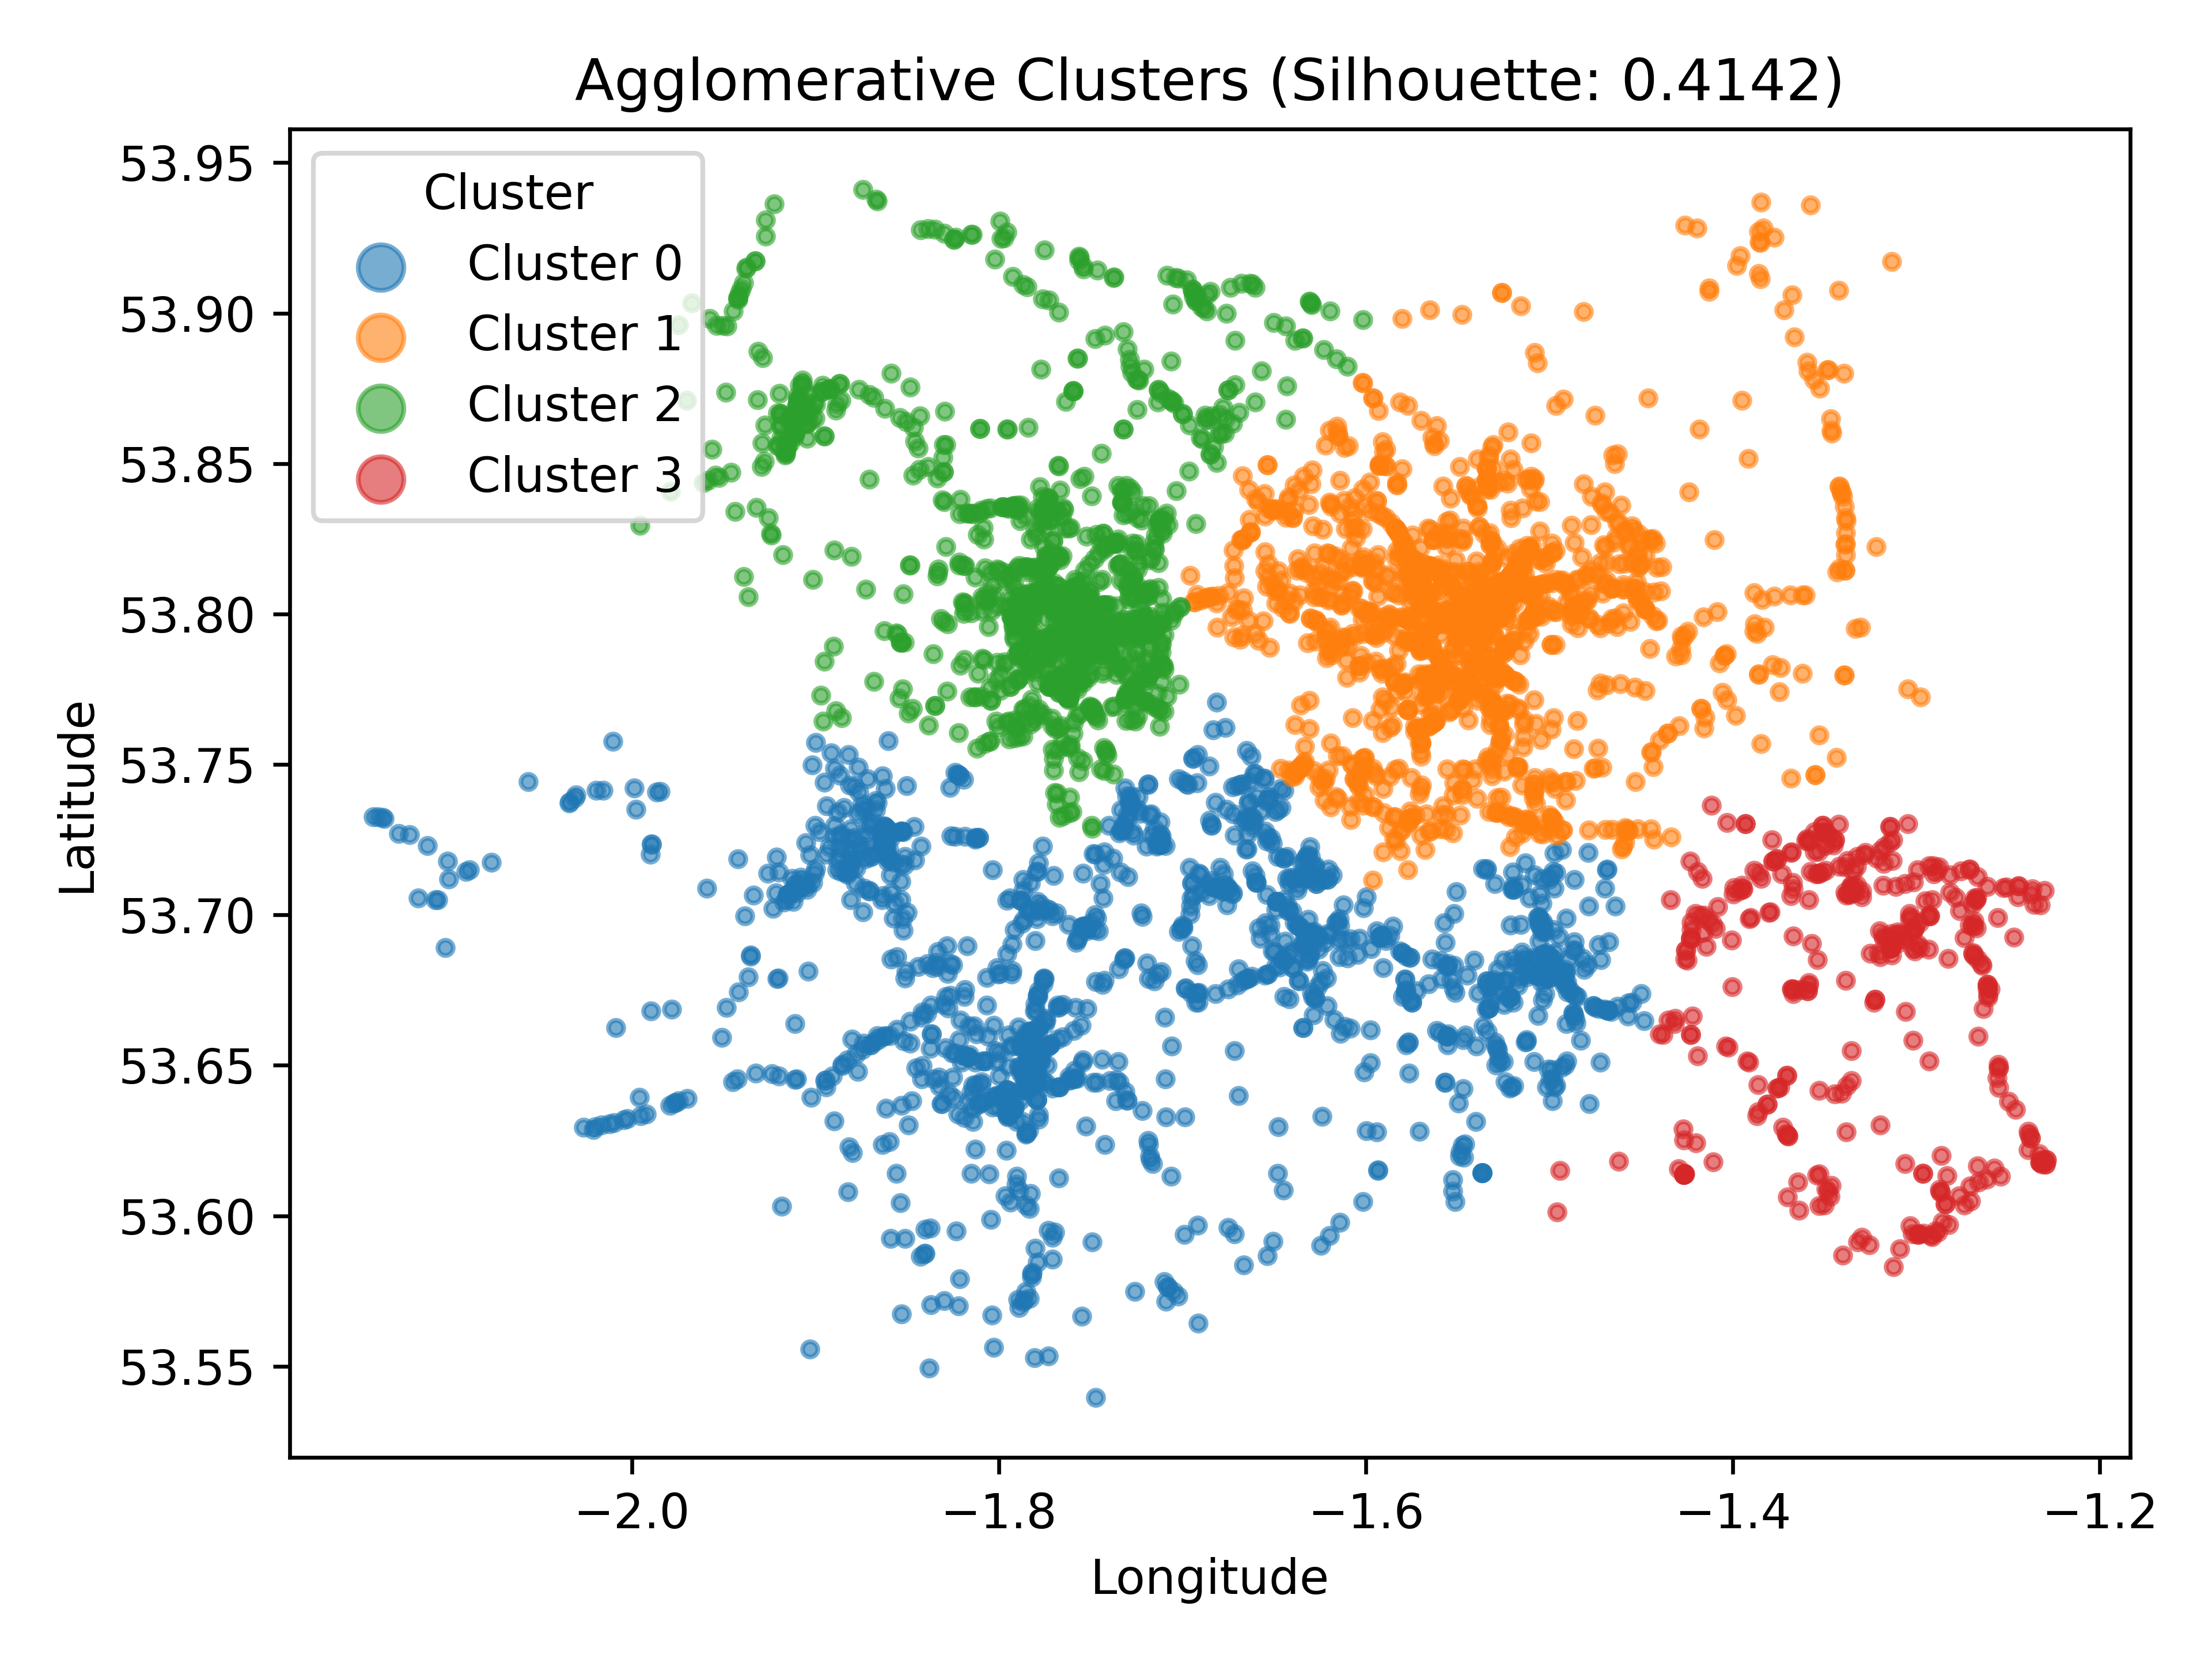 Agglomerative Clusters (Silhouette: 0.4142)
Cluster
Cluster 0
Cluster 1
Cluster 2
Cluster 3
53.95
53.90
53.85
53.80
53.75
53.70
53.65
53.60
53.55
Latitude
−2.0 −1.8 −1.6 −1.4 −1.2
Longitude